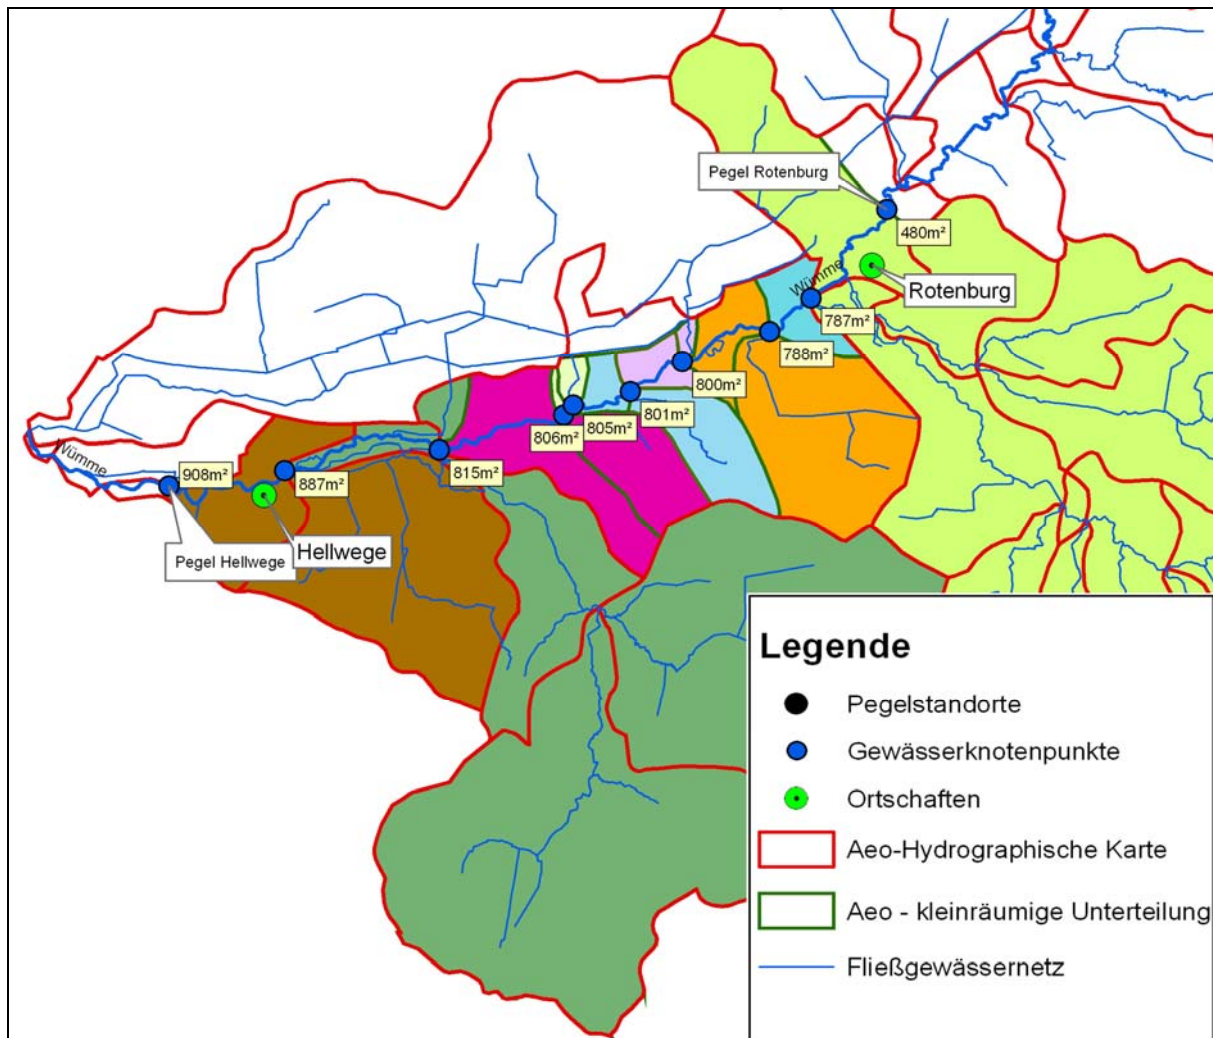 Pegel Rotenburg
480m²
Wümme
Rotenburg
787m²
788m²
800m²
801m²
805m²
806m²
815m²
Wümme
908m²
887m²
Pegel Hellwege
Hellwege
Legende
Pegelstandorte
Gewässerknotenpunkte
Ortschaften
Aeo-Hydrographische Karte
Aeo - kleinräumige Unterteilung
Fließgewässernetz